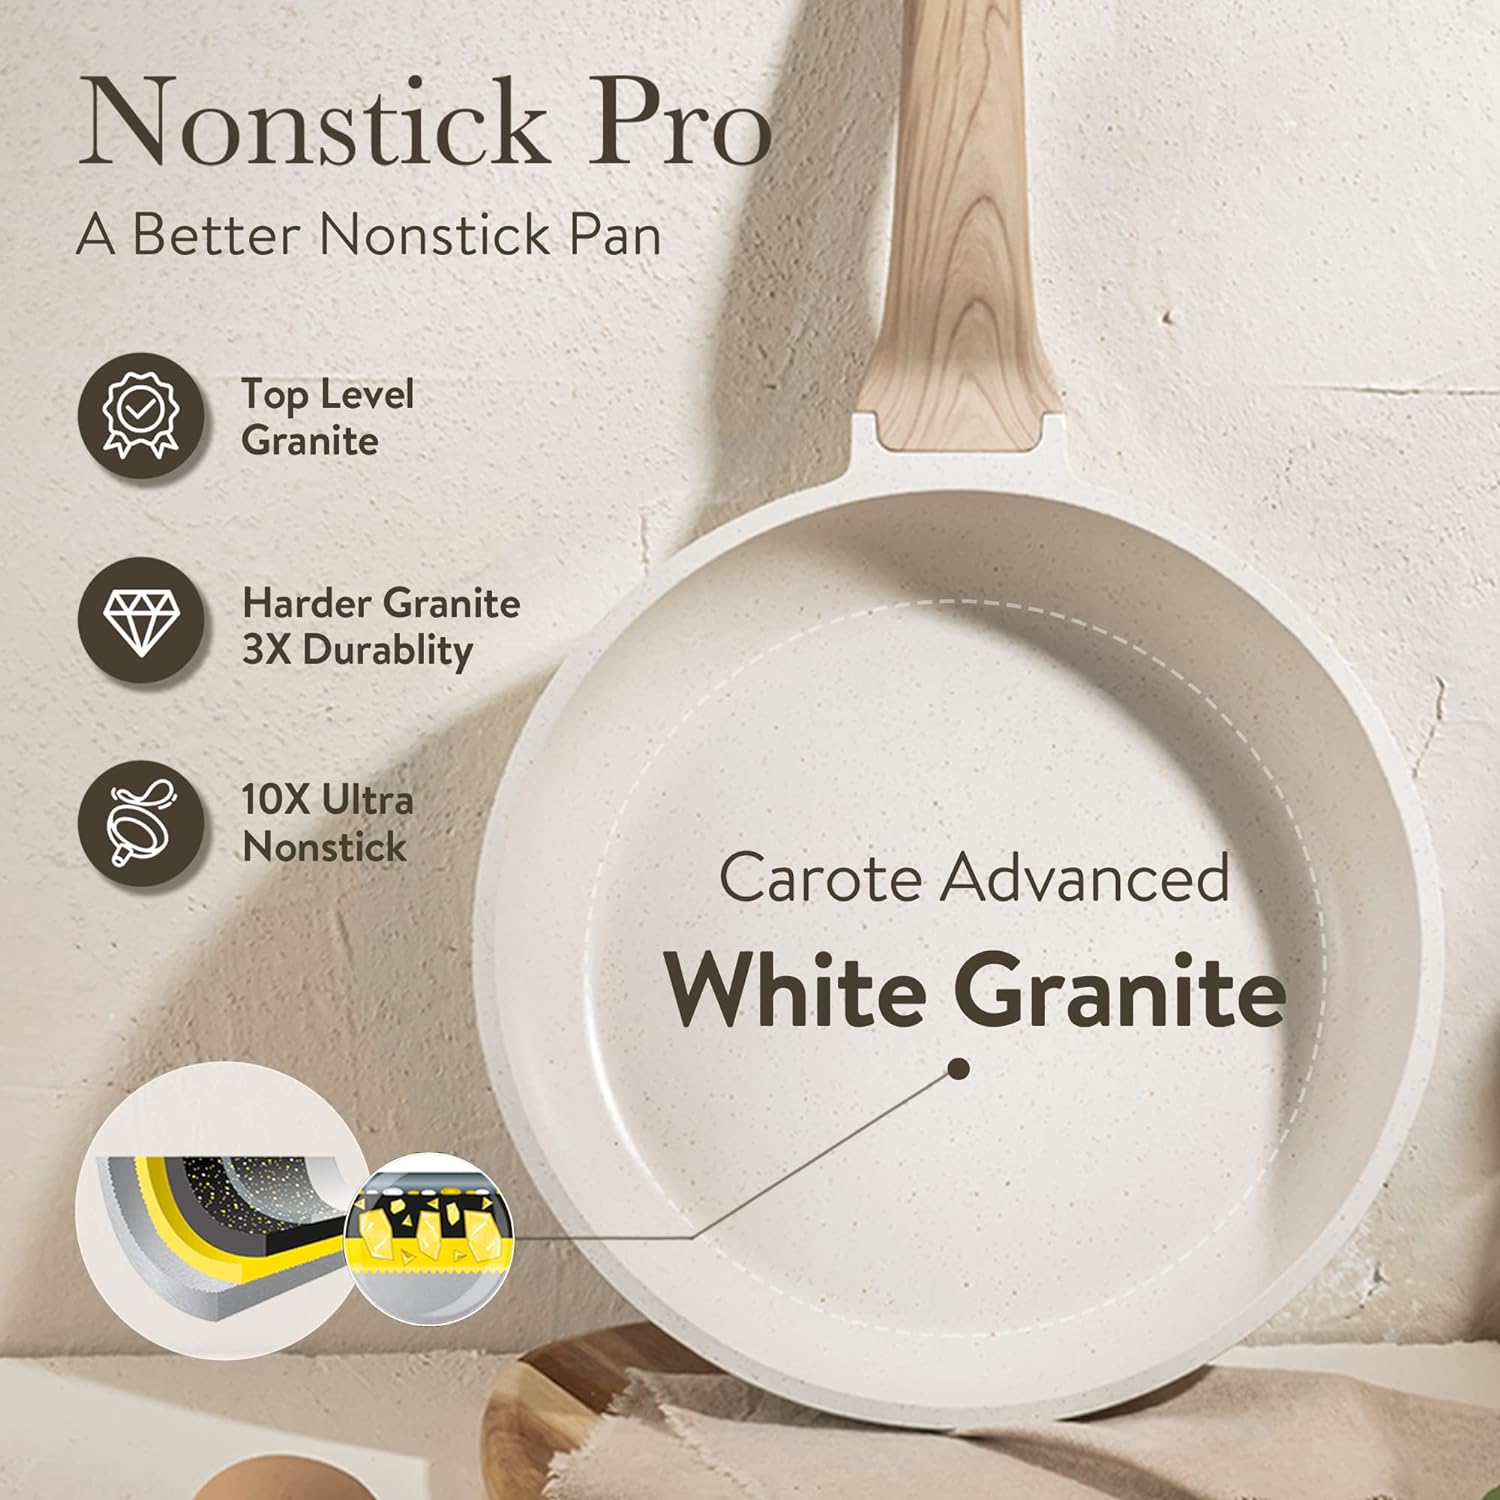 Nonstick Pro
A Better Nonstick Pan
Top Level
Granite
Harder Granite
3X Durablity
10X Ultra
Nonstick
Carote Advanced
White Granite